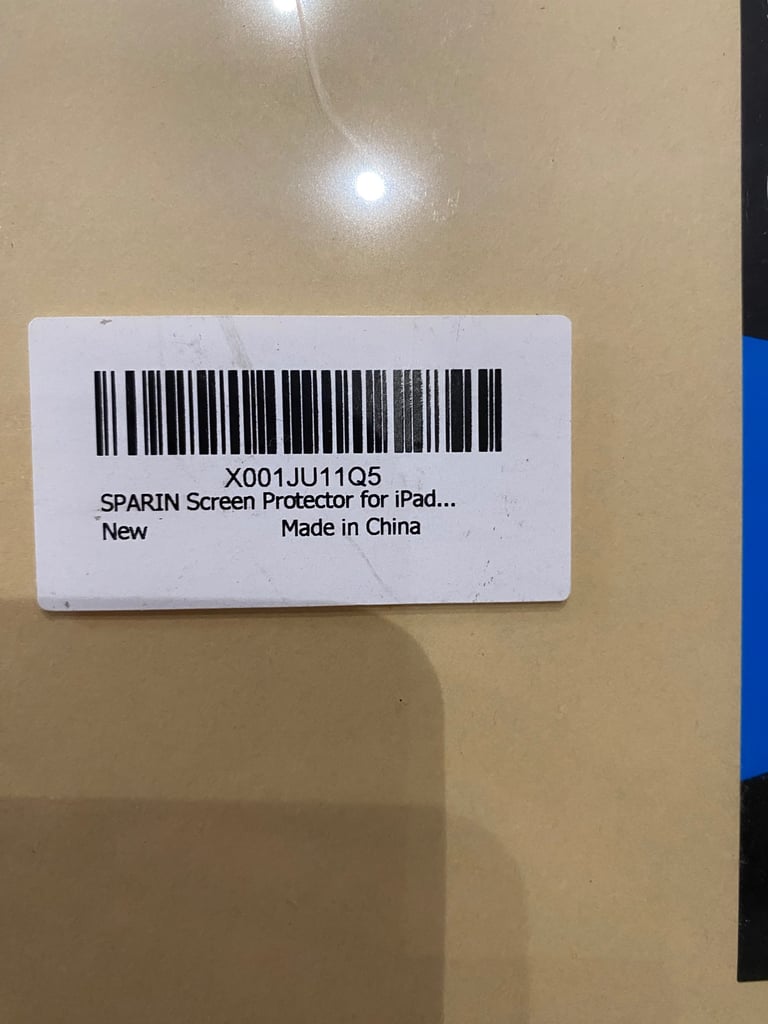 X001JU11Q5
SPARIN Screen Protector for iPad...
New Made in China